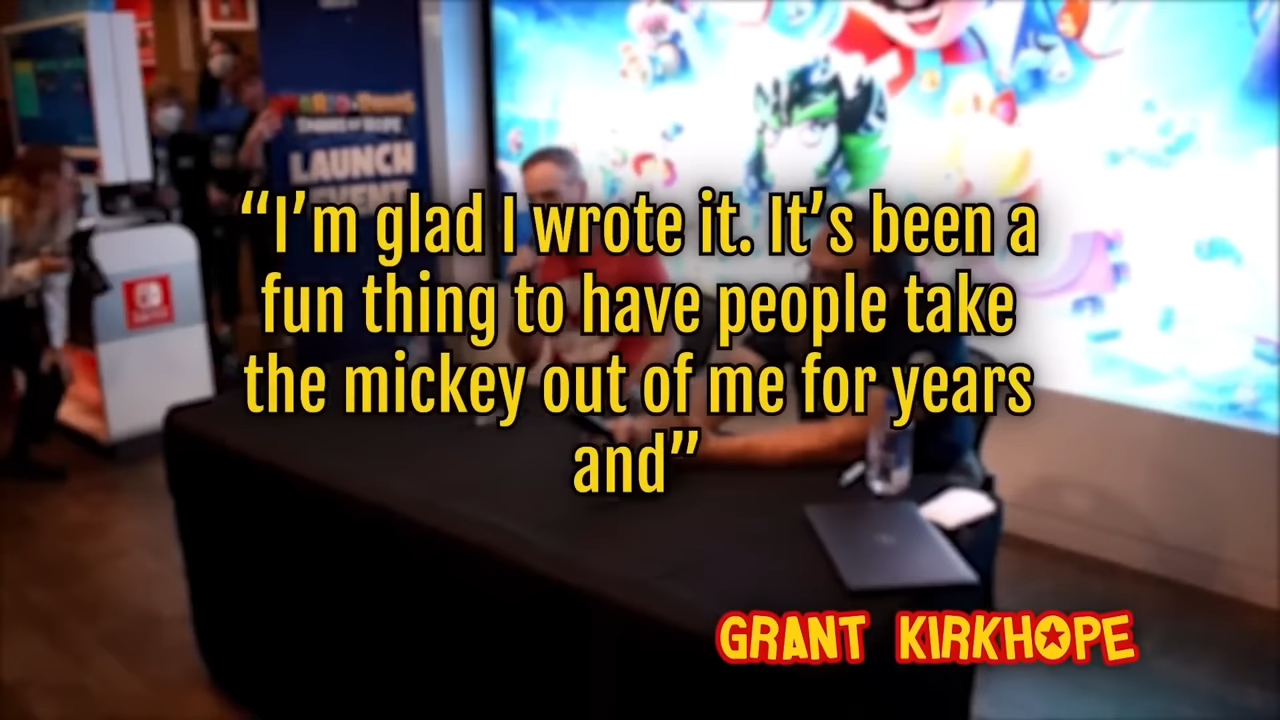 LAUNCH
EVENT
“I’m glad I wrote it. It’s been a
fun thing to have people take
the mickey out of me for years
and”
GRANT KIRKHOPE